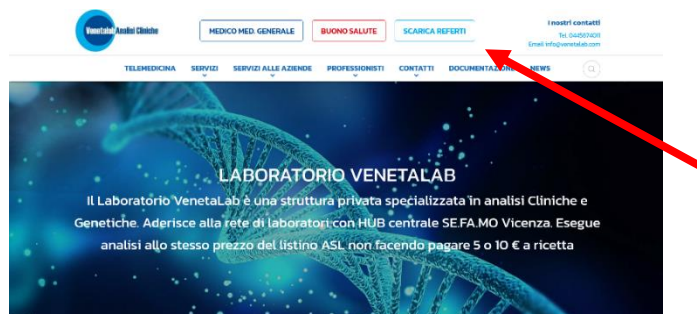 Venetalab Analisi Cliniche
MEDICO MED. GENERALE
BUONO SALUTE
SCARICA REFERTI
I nostri contatti
Tel. 0445674011
Email info@venetalab.com
TELEMEDICINA SERVIZI SERVIZI ALLE AZIENDE PROFESSIONISTI CONTATTI DOCUMENTAZIONE NEWS
LABORATORIO VENETALAB
Il Laboratorio VenetaLab è una struttura privata specializzata in analisi Cliniche e
Genetiche. Aderisce alla rete di laboratori con HUB centrale SE.FA.MO Vicenza. Esegue
analisi allo stesso prezzo del listino ASL non facendo pagare 5 o 10 € a ricetta